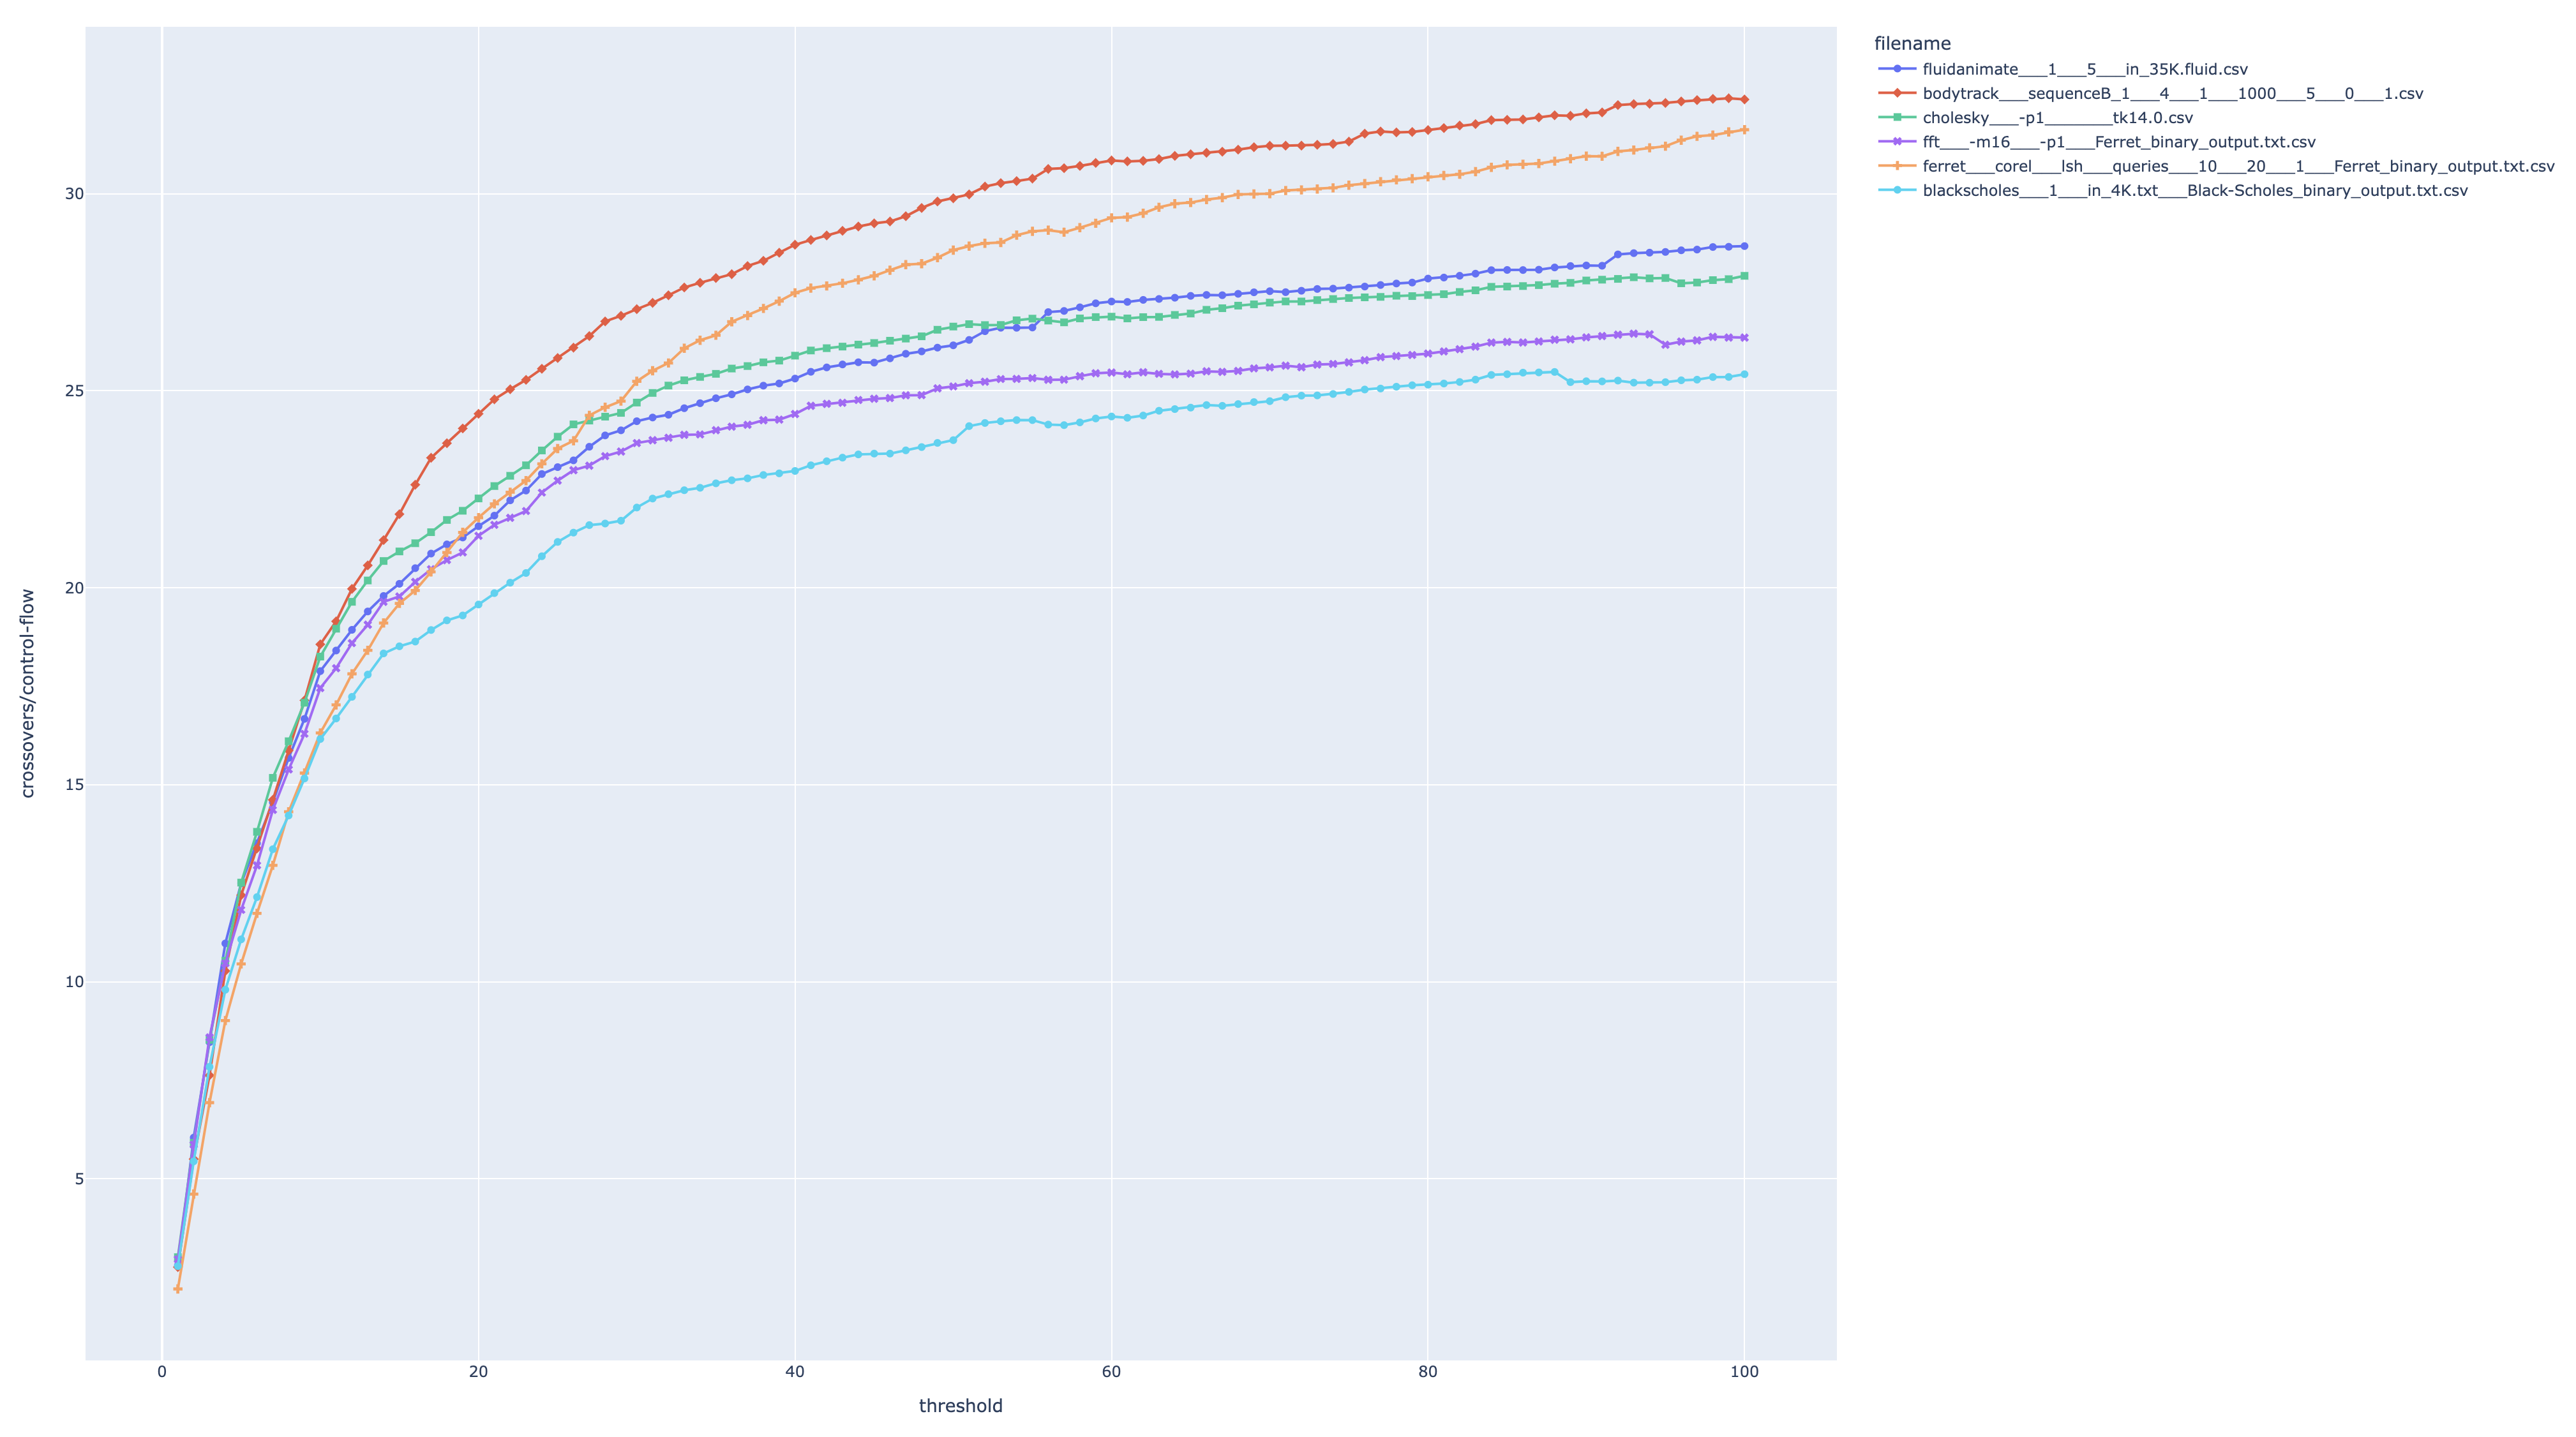 filename
fluidanimate___1___5___in_35K.fluid.csv
bodytrack___sequenceB_1___4___1___1000___5___0___1.csv
cholesky___-p1_______tk14.0.csv
fft___-m16___-p1___Ferret_binary_output.txt.csv
ferret___corel___lsh___queries___10___20___1___Ferret_binary_output.txt.csv
blackscholes___1___in_4K.txt___Black-Scholes_binary_output.txt.csv
30
25
20
15
10
5
crossovers/control-flow
0 20 40 60 80 100
threshold